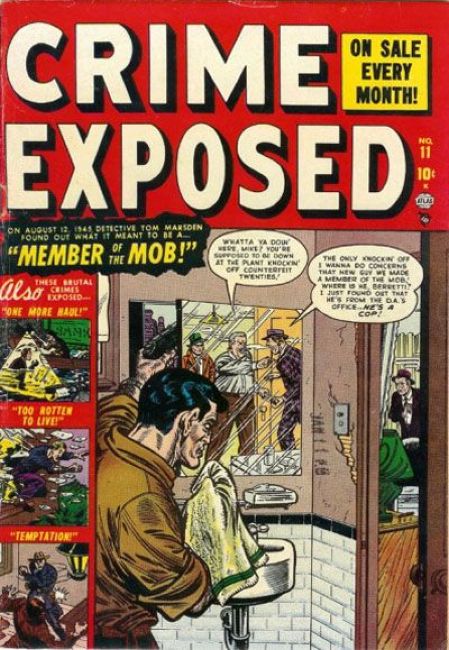 CRIME
EXPOSED
ON SALE
EVERY
MONTH!
NO.
11
10¢
K
ATLAS
ON AUGUST 12, 1945 DETECTIVE TOM MARSDEN
FOUND OUT WHAT IT MEANT TO BE A...
"MEMBER OF THE MOB!"
Also THESE BRUTAL
CRIMES
EXPOSED...
"ONE MORE HAUL!"
"TOO ROTTEN
TO LIVE!"
"TEMPTATION!"
WHATTA YA DOIN'
HERE, MIKE? YOU'RE
SUPPOSED TO BE DOWN
AT THE PLANT KNOCKIN'
OFF COUNTERFEIT
TWENTIES!
THE ONLY KNOCKIN' OFF
I WANNA DO CONCERNS
THAT NEW GUY WE MADE
A MEMBER OF THE MOB.
WHERE IS HE, BERRETTI?
I JUST FOUND OUT THAT
HE'S FROM THE D.A.'S
OFFICE...HE'S A
COP!